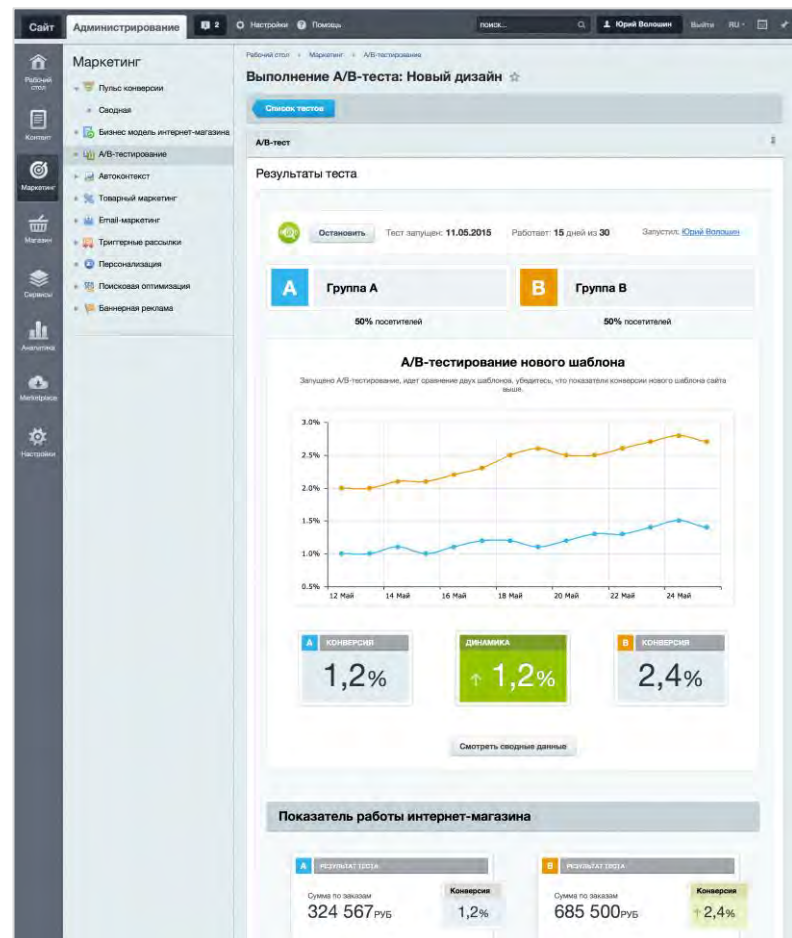 Сайт
Администрирование
2
Настройки
Помощь
поиск...
Юрий Волошин
Выйти
RU
Рабочий стол
Контент
Маркетинг
Магазин
Сервисы
Аналитика
Marketplace
Настройки
Маркетинг
Пульс конверсии
Сводная
Бизнес модель интернет-магазина
A/B-тестирование
Автоконтекст
Товарный маркетинг
Email-маркетинг
Триггерные рассылки
Персонализация
Поисковая оптимизация
Баннерная реклама
Рабочий стол
Маркетинг
A/B-тестирование
Выполнение A/B-теста: Новый дизайн
Список тестов
A/B-тест
Результаты теста
Остановить
Тест запущен: 11.05.2015
Работает: 15 дней из 30
Запустил: Юрий Волошин
A
Группа A
B
Группа B
50% посетителей
50% посетителей
A/B-тестирование нового шаблона
Запущено A/B-тестирование, идет сравнение двух шаблонов, убедитесь, что показатели конверсии нового шаблона сайта
выше.
3.0%
2.5%
2.0%
1.5%
1.0%
0.5%
12 Май
14 Май
16 Май
18 Май
20 Май
22 Май
24 Май
A КОНВЕРСИЯ
1,2%
ДИНАМИКА
↑ 1,2%
B КОНВЕРСИЯ
2,4%
Смотреть сводные данные
Показатель работы интернет-магазина
A РЕЗУЛЬТАТ ТЕСТА
Сумма по заказам
324 567 РУБ
Конверсия
1,2%
B РЕЗУЛЬТАТ ТЕСТА
Сумма по заказам
685 500 РУБ
Конверсия
↑ 2,4%